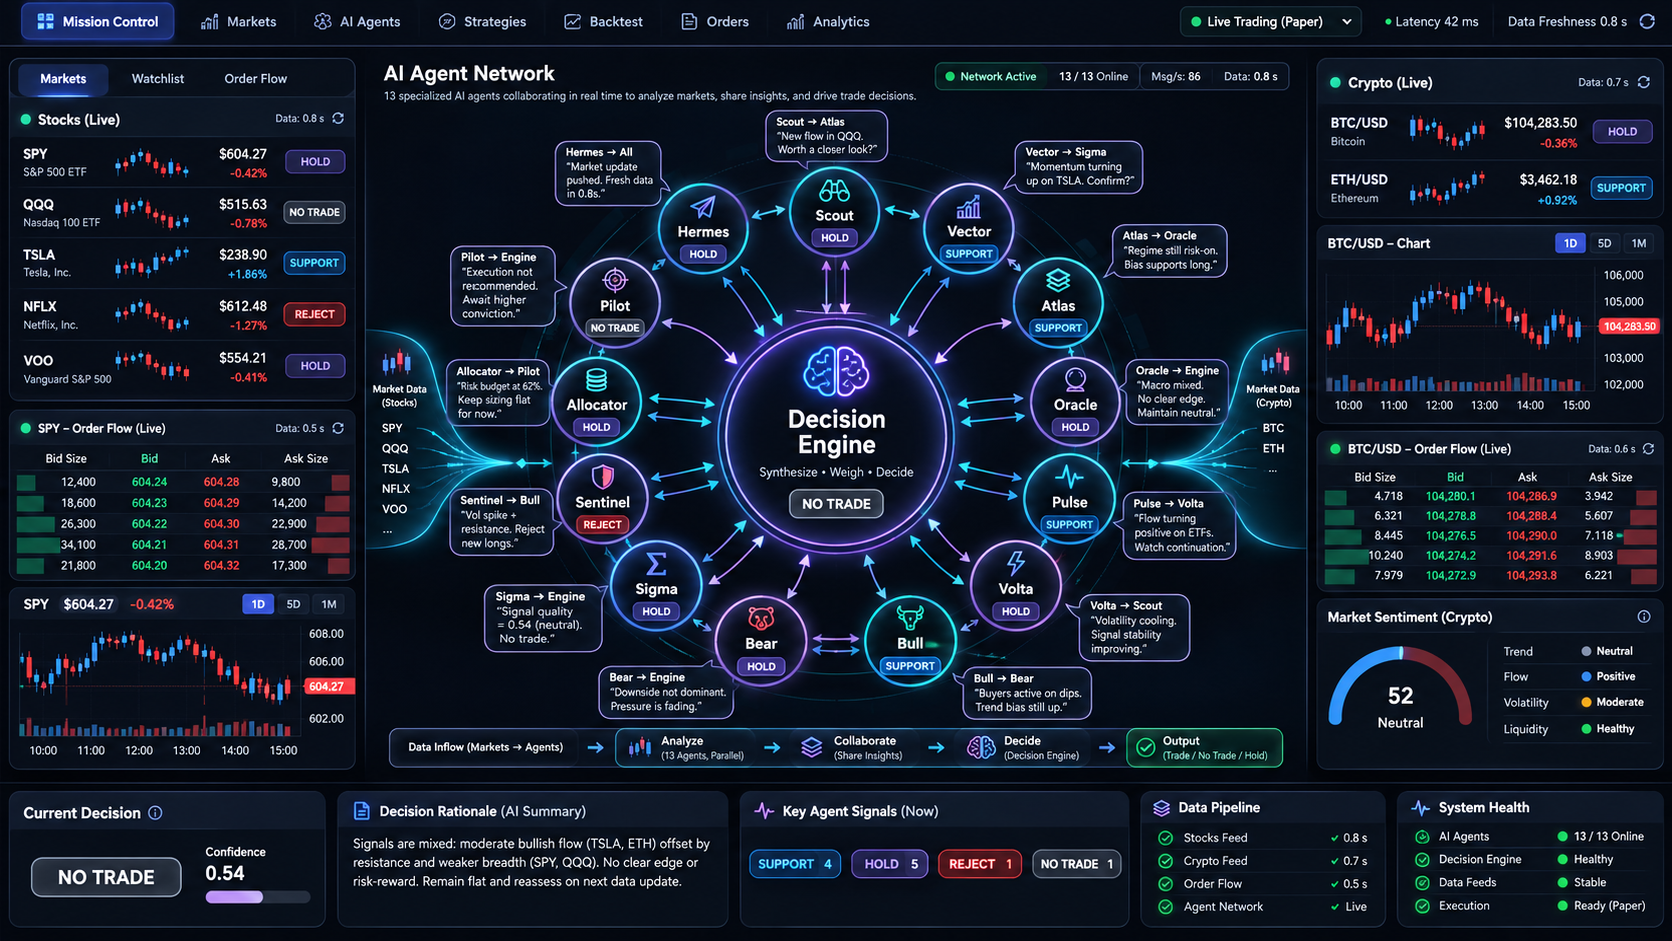 Mission Control
Markets
AI Agents
Strategies
Backtest
Orders
Analytics
Live Trading (Paper)
Latency 42 ms
Data Freshness 0.8 s
Markets
Watchlist
Order Flow
Stocks (Live)
Data: 0.8 s
SPY
S&P 500 ETF
$604.27
-0.42%
HOLD
QQQ
Nasdaq 100 ETF
$515.63
-0.78%
NO TRADE
TSLA
Tesla, Inc.
$238.90
+1.86%
SUPPORT
NFLX
Netflix, Inc.
$612.48
-1.27%
REJECT
VOO
Vanguard S&P 500
$554.21
-0.41%
HOLD
SPY – Order Flow (Live)
Data: 0.5 s
Bid Size Bid Ask Ask Size
12,400 604.24 604.28 9,800
18,600 604.23 604.29 14,200
26,300 604.22 604.30 22,900
34,100 604.21 604.31 28,700
21,800 604.20 604.32 17,300
SPY $604.27 -0.42% 1D 5D 1M
608.00
606.00
604.27
602.00
10:00 11:00 12:00 13:00 14:00 15:00
AI Agent Network
13 specialized AI agents collaborating in real time to analyze markets, share insights, and drive trade decisions.
Network Active
13 / 13 Online
Msg/s: 86
Data: 0.8 s
Scout → Atlas
"New flow in QQQ.
Worth a closer look?"
Hermes → All
"Market update
pushed. Fresh data
in 0.8s."
Vector → Sigma
"Momentum turning
up on TSLA. Confirm?"
Atlas → Oracle
"Regime still risk-on.
Bias supports long."
Pilot → Engine
"Execution not
recommended.
Await higher
conviction."
Allocator → Pilot
"Risk budget at 62%.
Keep sizing flat
for now."
Oracle → Engine
"Macro mixed.
No clear edge.
Maintain neutral."
Sentinel → Bull
"Vol spike +
resistance. Reject
new longs."
Pulse → Volta
"Flow turning
positive on ETFs.
Watch continuation."
Sigma → Engine
"Signal quality
= 0.54 (neutral).
No trade."
Volta → Scout
"Volatility cooling.
Signal stability
improving."
Bear → Engine
"Downside not dominant.
Pressure is fading."
Bull → Bear
"Buyers active on dips.
Trend bias still up."
Hermes
HOLD
Scout
HOLD
Vector
SUPPORT
Pilot
NO TRADE
Atlas
SUPPORT
Allocator
HOLD
Oracle
HOLD
Sentinel
REJECT
Pulse
SUPPORT
Sigma
HOLD
Volta
HOLD
Bear
HOLD
Bull
SUPPORT
Decision
Engine
Synthesize • Weigh • Decide
NO TRADE
Market Data
(Stocks)
SPY
QQQ
TSLA
NFLX
VOO
...
Market Data
(Crypto)
BTC
ETH
...
Data Inflow (Markets → Agents)
Analyze
(13 Agents, Parallel)
Collaborate
(Share Insights)
Decide
(Decision Engine)
Output
(Trade / No Trade / Hold)
Crypto (Live)
Data: 0.7 s
BTC/USD
Bitcoin
$104,283.50
-0.36%
HOLD
ETH/USD
Ethereum
$3,462.18
+0.92%
SUPPORT
BTC/USD – Chart
1D 5D 1M
106,000
105,000
104,283.50
103,000
102,000
10:00 11:00 12:00 13:00 14:00 15:00
BTC/USD – Order Flow (Live)
Data: 0.6 s
Bid Size Bid Ask Ask Size
4.718 104,280.1 104,286.9 3.942
6.321 104,278.8 104,288.4 5.607
8.445 104,276.5 104,290.0 7.118
10,240 104,274.2 104,291.6 8.903
7.979 104,272.9 104,293.8 6.221
Market Sentiment (Crypto)
52
Neutral
Trend Neutral
Flow Positive
Volatility Moderate
Liquidity Healthy
Current Decision
NO TRADE
Confidence
0.54
Decision Rationale (AI Summary)
Signals are mixed: moderate bullish flow (TSLA, ETH) offset by
resistance and weaker breadth (SPY, QQQ). No clear edge or
risk-reward. Remain flat and reassess on next data update.
Key Agent Signals (Now)
SUPPORT 4
HOLD 5
REJECT 1
NO TRADE 1
Data Pipeline
Stocks Feed 0.8 s
Crypto Feed 0.7 s
Order Flow 0.5 s
Agent Network Live
System Health
AI Agents 13 / 13 Online
Decision Engine Healthy
Data Feeds Stable
Execution Ready (Paper)